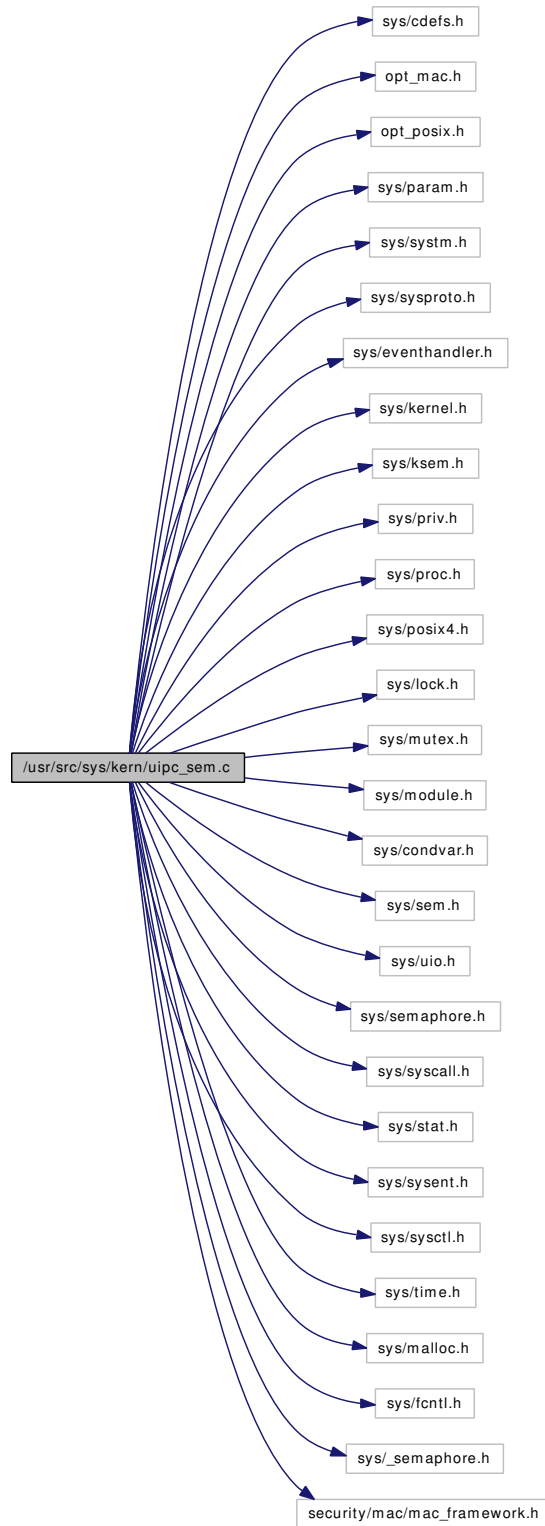 sys/cdefs.h
opt_mac.h
opt_posix.h
sys/param.h
sys/systm.h
sys/sysproto.h
sys/eventhandler.h
sys/kernel.h
sys/ksem.h
sys/priv.h
sys/proc.h
sys/posix4.h
sys/lock.h
sys/mutex.h
/usr/src/sys/kern/uipc_sem.c
sys/module.h
sys/condvar.h
sys/sem.h
sys/uio.h
sys/semaphore.h
sys/syscall.h
sys/stat.h
sys/sysent.h
sys/sysctl.h
sys/time.h
sys/malloc.h
sys/fcntl.h
sys/_semaphore.h
security/mac/mac_framework.h